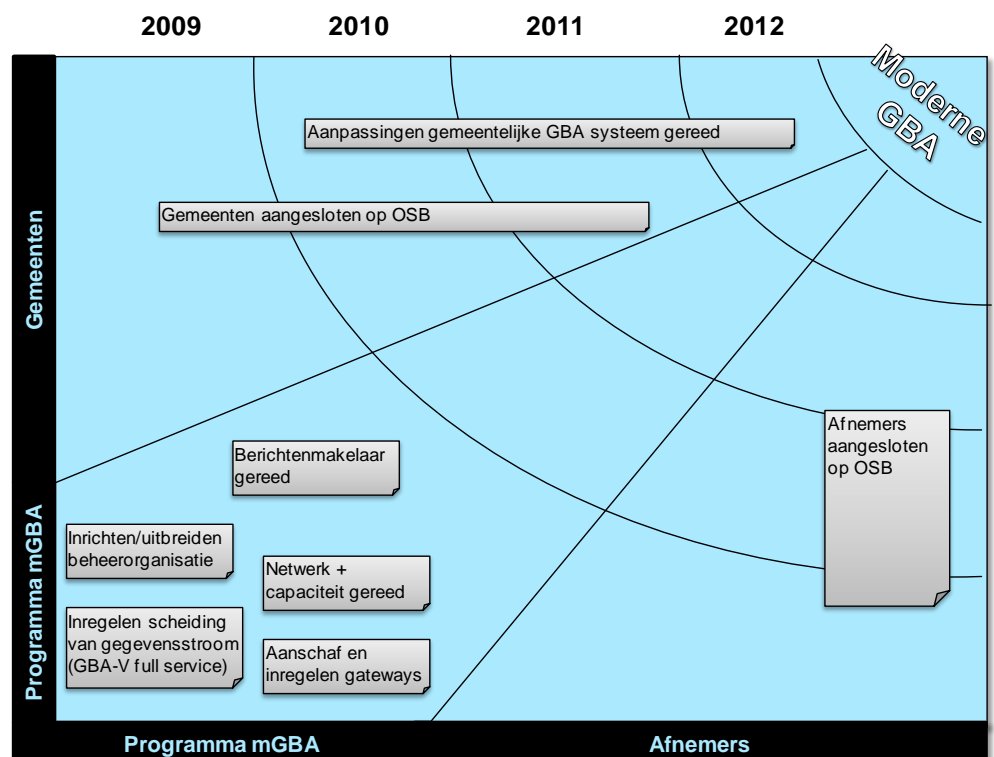 2009 2010 2011 2012
Moderne
GBA
Aanpassingen gemeentelijke GBA systeem gereed
Gemeenten aangesloten op OSB
Gemeenten
Afnemers
aangesloten
op OSB
Berichtenmakelaar
gereed
Inrichten/uitbreiden
beheerorganisatie
Netwerk +
capaciteit gereed
Inregelen scheiding
van gegevensstroom
(GBA-V full service)
Aanschaf en
inregelen gateways
Programma mGBA
Programma mGBA
Afnemers